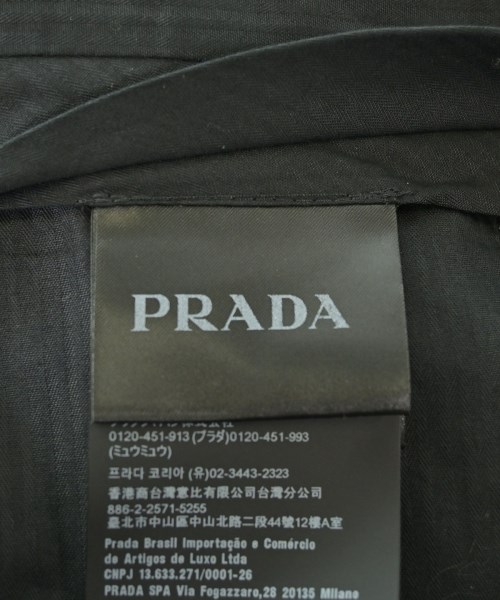 PRADA
株式会社
0120-451-913 (プラダ)0120-451-993
(ミュウミュウ)
프라다 코리아 (유)02-3443-2323
香港商台灣意比有限公司台灣分公司
886-2-2571-5255
臺北市中山區中山北路二段44號12樓A室
Prada Brasil Importação e Comércio
de Artigos de Luxo Ltda
CNPJ 13.633.271/0001-26
PRADA SPA Via Fogazzaro,28 20135 Milano